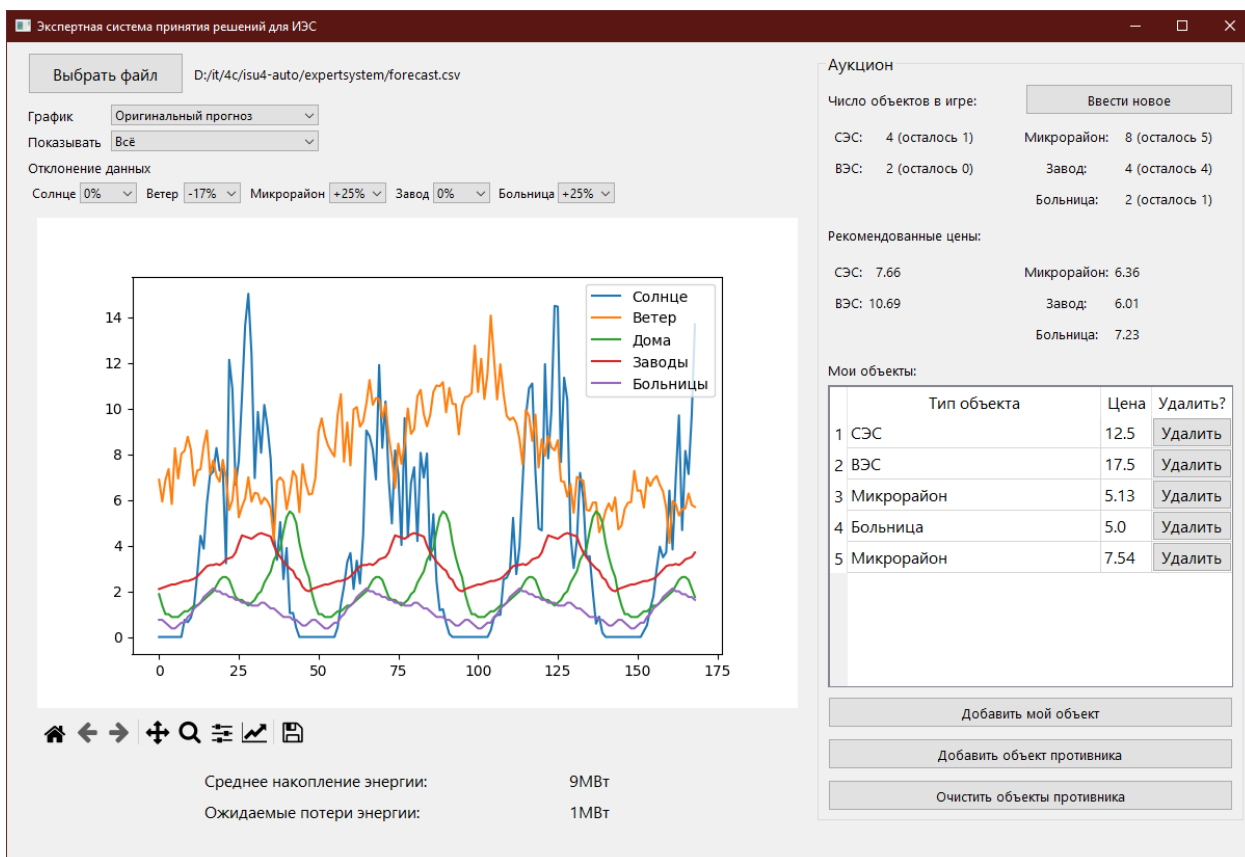 Экспертная система принятия решений для ИЭС
Выбрать файл D:/it/4c/isu4-auto/expertsystem/forecast.csv
График Оригинальный прогноз
Показывать Всё
Отклонение данных
Солнце 0% Ветер -17% Микрорайон +25% Завод 0% Больница +25%
Солнце
Ветер
Дома
Заводы
Больницы
14
12
10
8
6
4
2
0
0 25 50 75 100 125 150 175
Среднее накопление энергии: 9МВт
Ожидаемые потери энергии: 1МВт
Аукцион
Число объектов в игре: Ввести новое
СЭС: 4 (осталось 1) Микрорайон: 8 (осталось 5)
ВЭС: 2 (осталось 0) Завод: 4 (осталось 4)
Больница: 2 (осталось 1)
Рекомендованные цены:
СЭС: 7.66 Микрорайон: 6.36
ВЭС: 10.69 Завод: 6.01
Больница: 7.23
Мои объекты:
Тип объекта Цена Удалить?
1 СЭС 12.5 Удалить
2 ВЭС 17.5 Удалить
3 Микрорайон 5.13 Удалить
4 Больница 5.0 Удалить
5 Микрорайон 7.54 Удалить
Добавить мой объект
Добавить объект противника
Очистить объекты противника